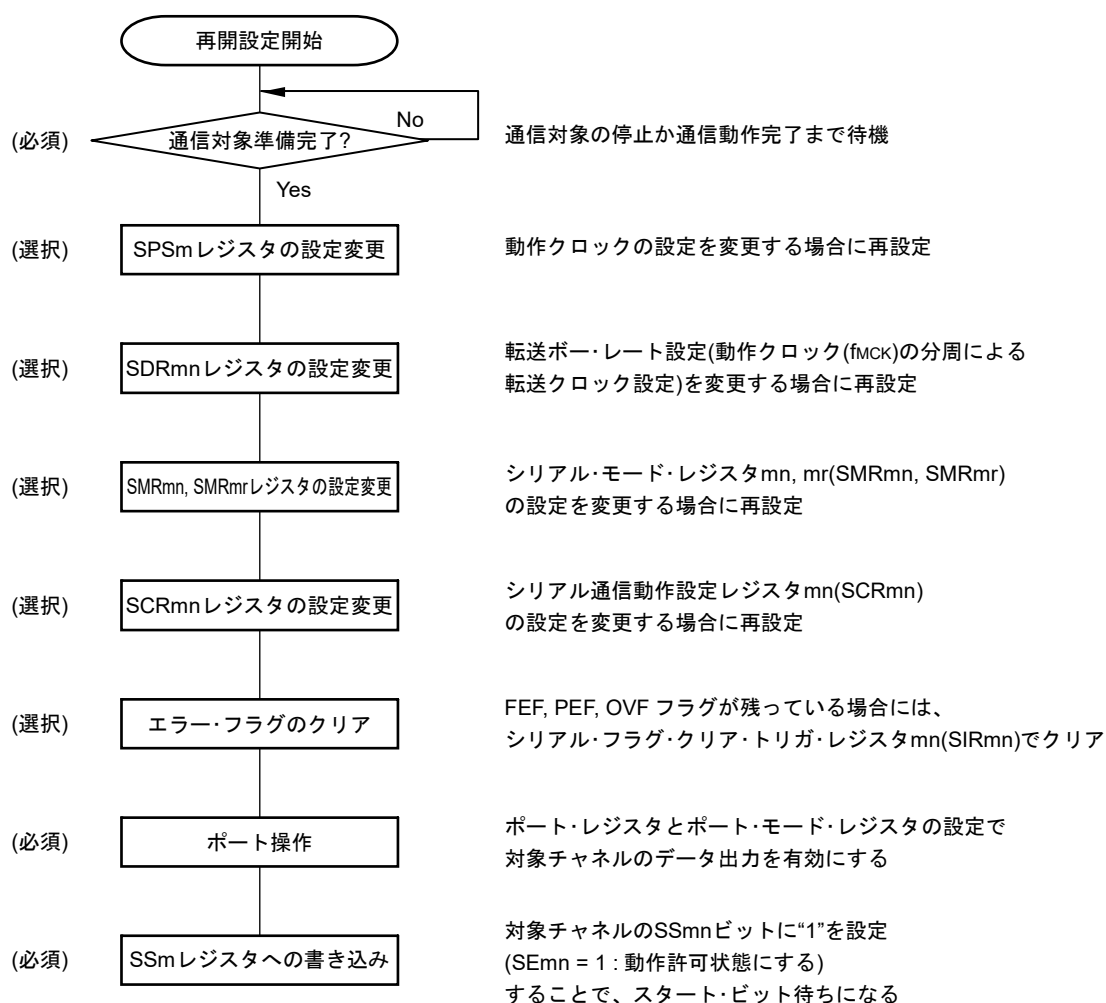 再開設定開始
No
(必須)
通信対象準備完了?
通信対象の停止か通信動作完了まで待機
Yes
(選択)
SPSmレジスタの設定変更
動作クロックの設定を変更する場合に再設定
(選択)
SDRmnレジスタの設定変更
転送ボー･レート設定(動作クロック(fMCK)の分周による
転送クロック設定)を変更する場合に再設定
(選択)
SMRmn, SMRmrレジスタの設定変更
シリアル･モード･レジスタmn, mr(SMRmn, SMRmr)
の設定を変更する場合に再設定
(選択)
SCRmnレジスタの設定変更
シリアル通信動作設定レジスタmn(SCRmn)
の設定を変更する場合に再設定
(選択)
エラー･フラグのクリア
FEF, PEF, OVF フラグが残っている場合には、
シリアル･フラグ･クリア･トリガ･レジスタmn(SIRmn)でクリア
(必須)
ポート操作
ポート･レジスタとポート･モード･レジスタの設定で
対象チャネルのデータ出力を有効にする
(必須)
SSmレジスタへの書き込み
対象チャネルのSSmnビットに“1”を設定
(SEmn = 1 : 動作許可状態にする)
することで、スタート･ビット待ちになる